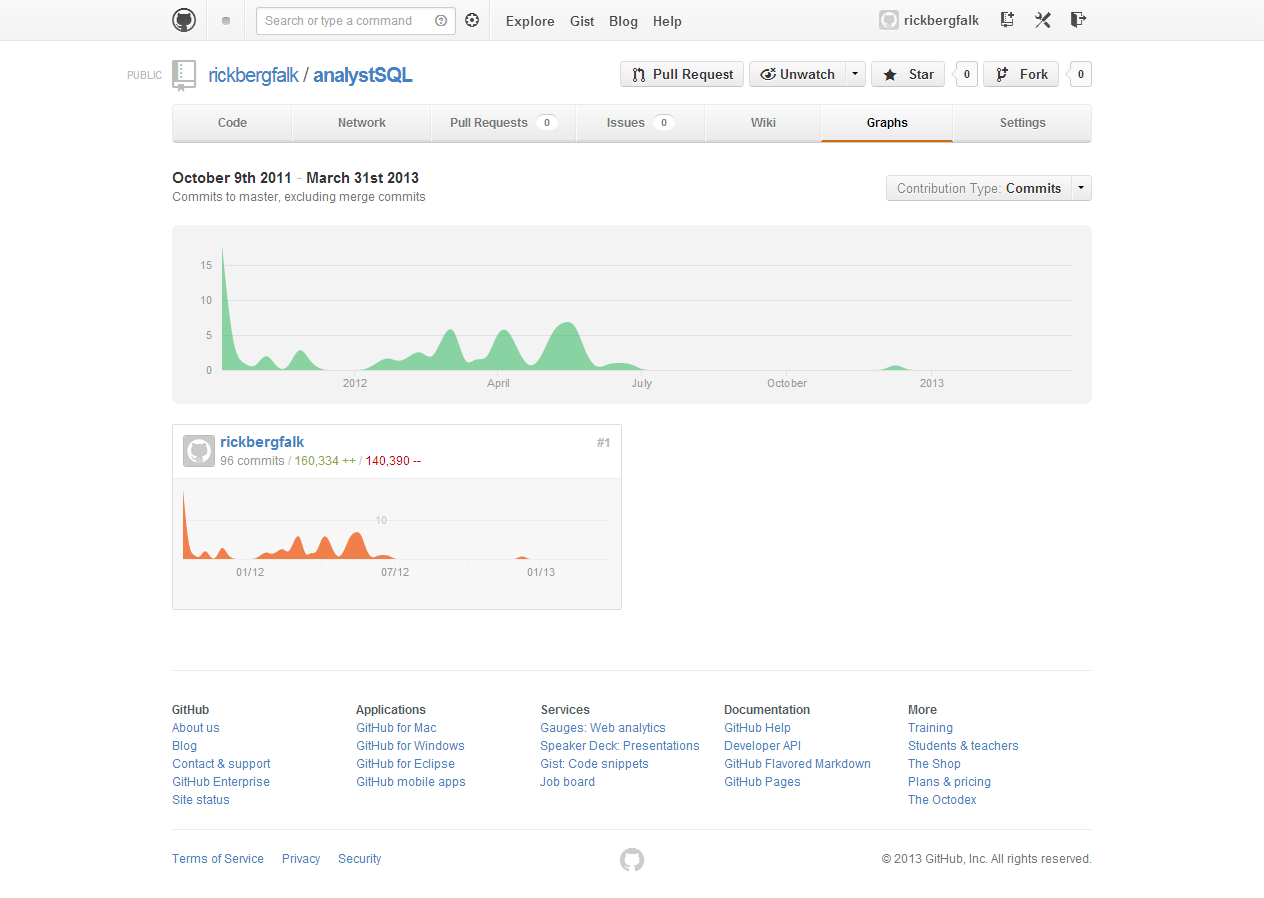 Search or type a command
Explore Gist Blog Help
rickbergfalk
PUBLIC rickbergfalk / analystSQL
Pull Request Unwatch Star 0 Fork 0
Code Network Pull Requests 0 Issues 0 Wiki Graphs Settings
October 9th 2011 - March 31st 2013
Commits to master, excluding merge commits
Contribution Type: Commits
15
10
5
0
2012 April July October 2013
rickbergfalk #1
96 commits / 160,334 ++ / 140,390 --
10
01/12 07/12 01/13
GitHub
About us
Blog
Contact & support
GitHub Enterprise
Site status
Applications
GitHub for Mac
GitHub for Windows
GitHub for Eclipse
GitHub mobile apps
Services
Gauges: Web analytics
Speaker Deck: Presentations
Gist: Code snippets
Job board
Documentation
GitHub Help
Developer API
GitHub Flavored Markdown
GitHub Pages
More
Training
Students & teachers
The Shop
Plans & pricing
The Octodex
Terms of Service Privacy Security
© 2013 GitHub, Inc. All rights reserved.